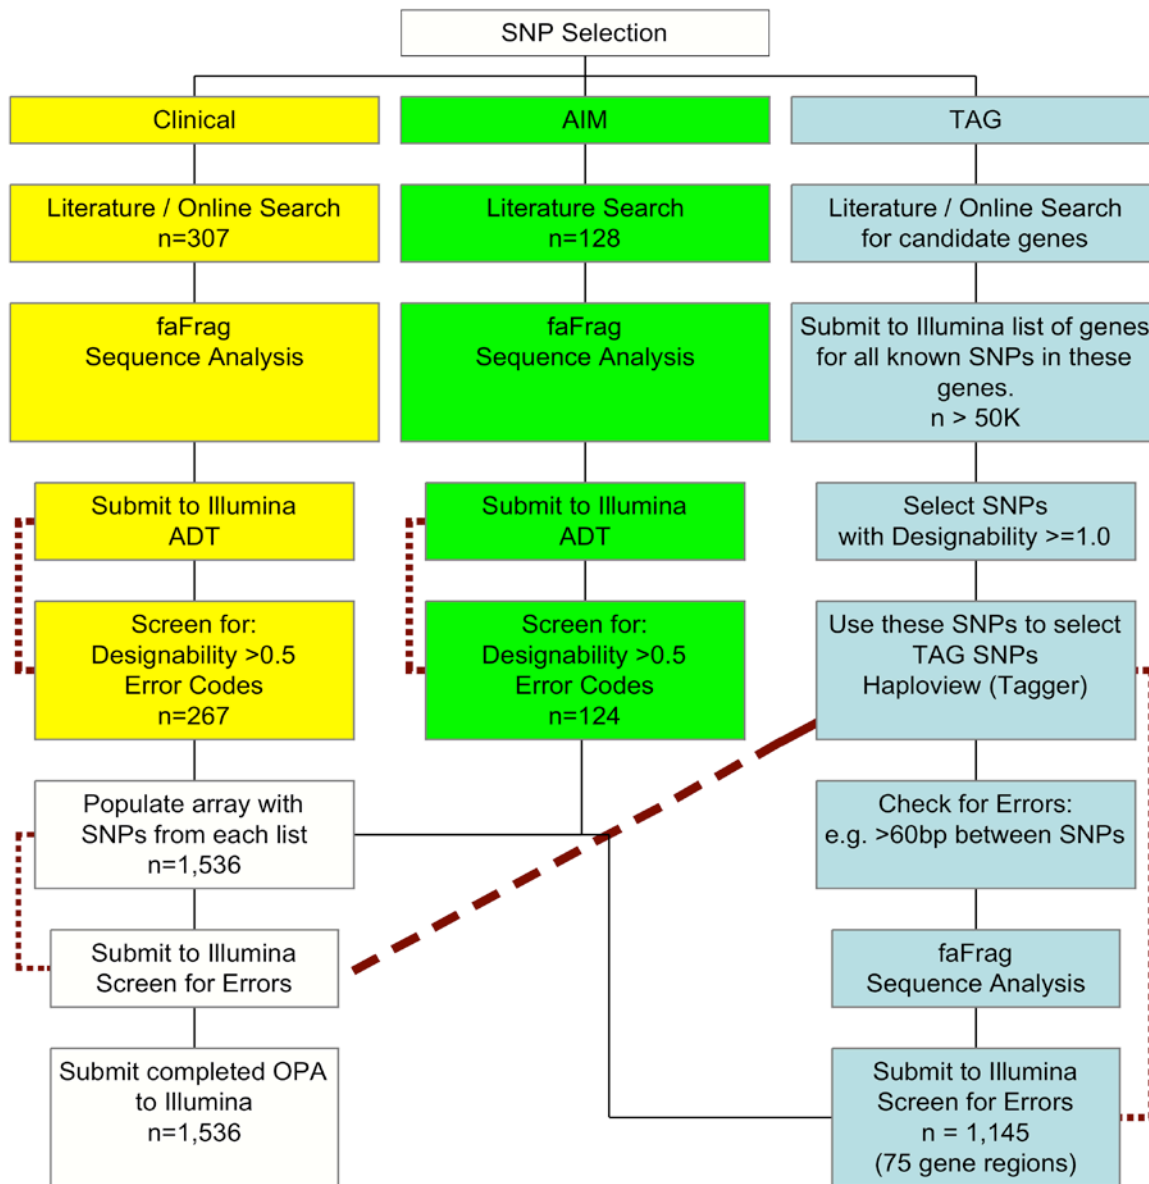 SNP Selection
Clinical
Literature / Online Search
n=307
faFrag
Sequence Analysis
Submit to Illumina
ADT
Screen for:
Designability >0.5
Error Codes
n=267
Populate array with
SNPs from each list
n=1,536
Submit to Illumina
Screen for Errors
Submit completed OPA
to Illumina
n=1,536
AIM
Literature Search
n=128
faFrag
Sequence Analysis
Submit to Illumina
ADT
Screen for:
Designability >0.5
Error Codes
n=124
TAG
Literature / Online Search
for candidate genes
Submit to Illumina list of genes
for all known SNPs in these
genes.
n > 50K
Select SNPs
with Designability >=1.0
Use these SNPs to select
TAG SNPs
Haploview (Tagger)
Check for Errors:
e.g. >60bp between SNPs
faFrag
Sequence Analysis
Submit to Illumina
Screen for Errors
n = 1,145
(75 gene regions)